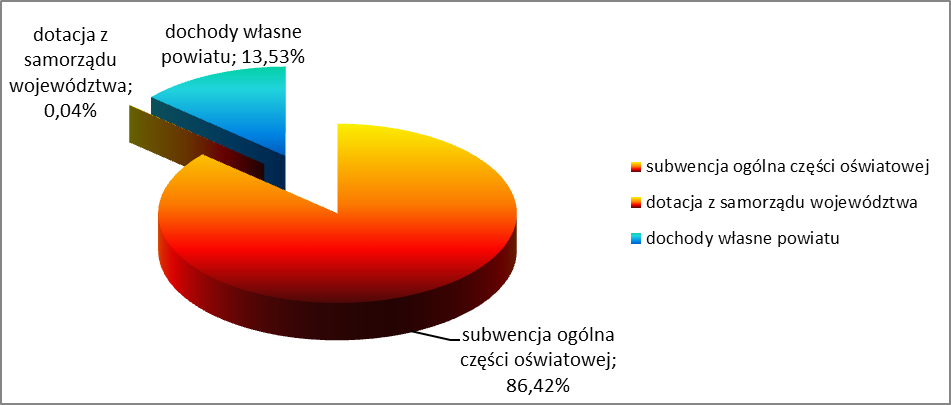 dotacja z
samorządu
województwa;
0,04%
dochody własne
powiatu; 13,53%
subwencja ogólna
części oświatowej;
86,42%
subwencja ogólna części oświatowej
dotacja z samorządu województwa
dochody własne powiatu